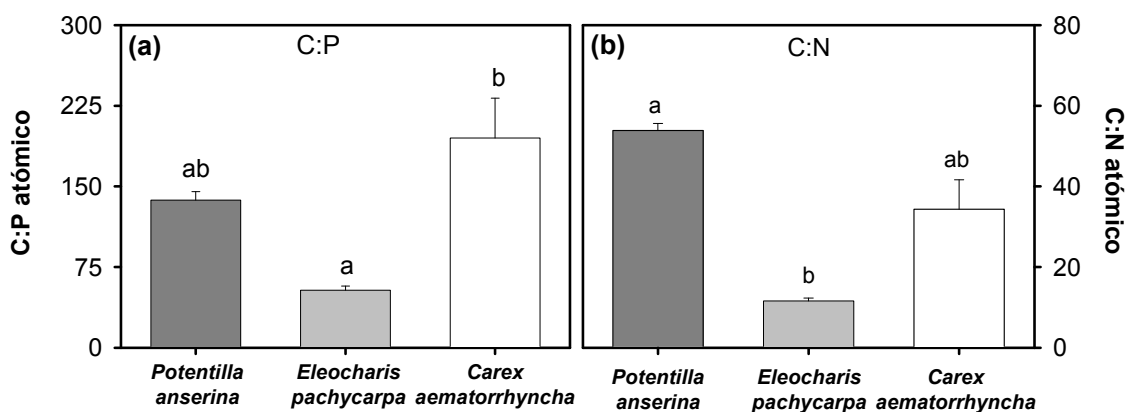 (a)
C:P
300
225
150
75
0
C:P atómico
ab
a
b
Potentilla
anserina
Eleocharis
pachycarpa
Carex
aematorrhyncha
(b)
C:N
80
60
40
20
0
C:N atómico
a
b
ab
Potentilla
anserina
Eleocharis
pachycarpa
Carex
aematorrhyncha